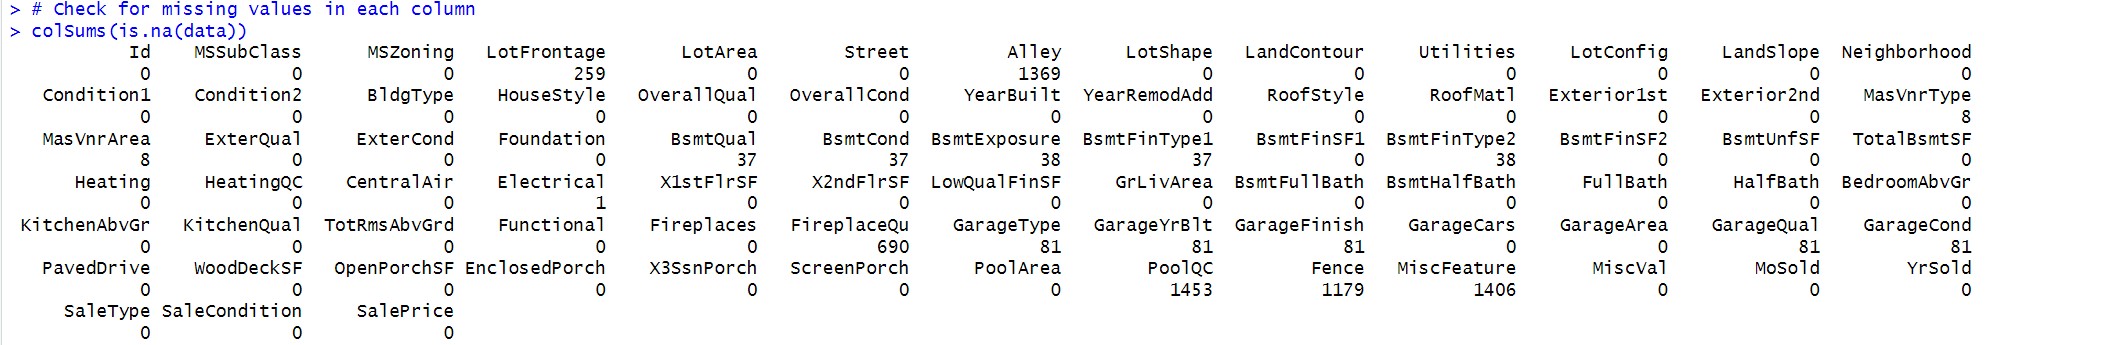 > # Check for missing values in each column
> colSums(is.na(data))
Id MSSubClass MSZoning LotFrontage LotArea Street Alley LotShape LandContour Utilities LotConfig LandSlope Neighborhood
0 0 0 259 0 0 1369 0 0 0 0 0 0
Condition1 Condition2 BldgType HouseStyle OverallQual OverallCond YearBuilt YearRemodAdd RoofStyle RoofMatl Exterior1st Exterior2nd MasVnrType
0 0 0 0 0 0 0 0 0 0 0 0 8
MasVnrArea ExterQual ExterCond Foundation BsmtQual BsmtCond BsmtExposure BsmtFinType1 BsmtFinSF1 BsmtFinType2 BsmtFinSF2 BsmtUnfSF TotalBsmtSF
8 0 0 0 37 37 38 37 0 38 0 0 0
Heating HeatingQC CentralAir Electrical X1stFlrSF X2ndFlrSF LowQualFinSF GrLivArea BsmtFullBath BsmtHalfBath FullBath HalfBath BedroomAbvGr
0 0 0 1 0 0 0 0 0 0 0 0 0
KitchenAbvGr KitchenQual TotRmsAbvGrd Functional Fireplaces FireplaceQu GarageType GarageYrBlt GarageFinish GarageCars GarageArea GarageQual GarageCond
0 0 0 0 0 690 81 81 81 0 0 81 81
PavedDrive WoodDeckSF OpenPorchSF EnclosedPorch X3SsnPorch ScreenPorch PoolArea PoolQC Fence MiscFeature MiscVal MoSold YrSold
0 0 0 0 0 0 0 1453 1179 1406 0 0 0
SaleType SaleCondition SalePrice
0 0 0